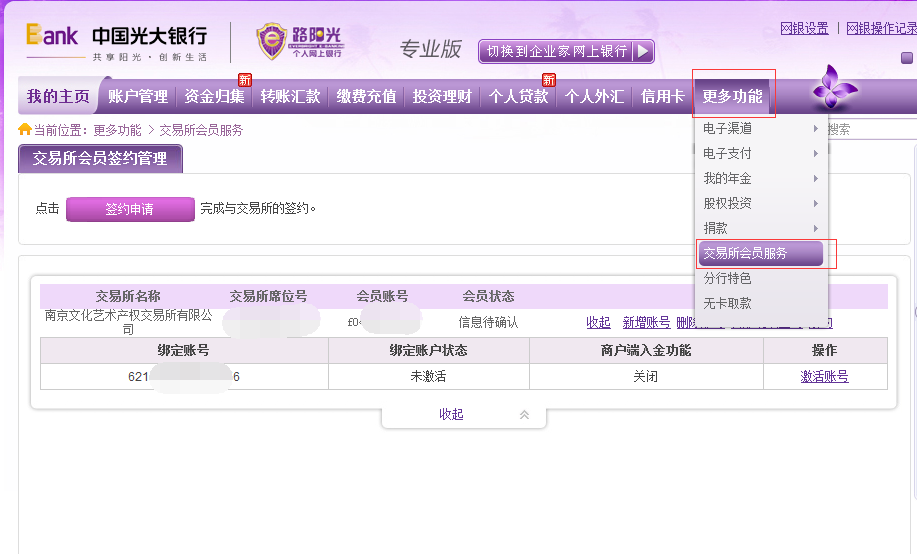 网银设置 | 网银操作记录
Bank 中国光大银行
共享阳光·创新生活
路阳光
个人网上银行
专业版
切换到企业家网上银行
新 新
我的主页 账户管理 资金归集 转账汇款 缴费充值 投资理财 个人贷款 个人外汇 信用卡 更多功能
当前位置：更多功能 > 交易所会员服务
搜索
电子渠道
电子支付
我的年金
股权投资
捐款
交易所会员服务
分行特色
无卡取款
交易所会员签约管理
点击 签约申请 完成与交易所的签约。
交易所名称 交易所席位号 会员账号 会员状态
南京文化艺术产权交易所有限公司 信息待确认 收起 新增账号 删除
绑定账号 绑定账户状态 商户端入金功能 操作
621 6 未激活 关闭 激活账号
收起